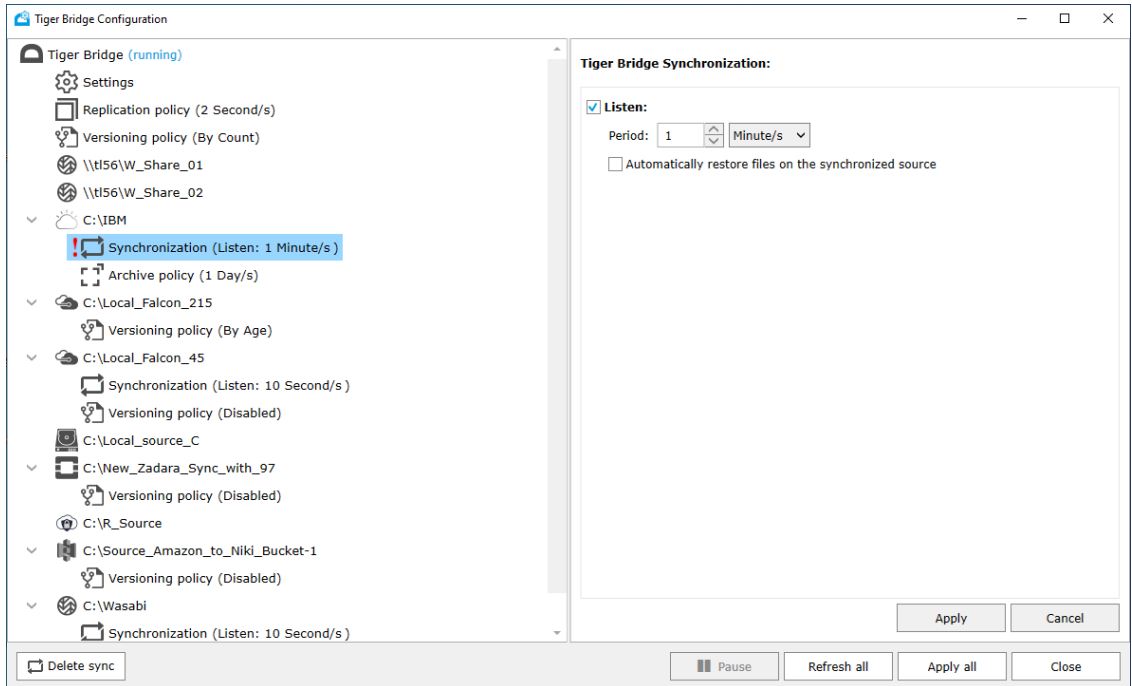 Tiger Bridge Configuration
Tiger Bridge (running)
Settings
Replication policy (2 Second/s)
Versioning policy (By Count)
\\tl56\W_Share_01
\\tl56\W_Share_02
C:\IBM
! Synchronization (Listen: 1 Minute/s )
Archive policy (1 Day/s)
C:\Local_Falcon_215
Versioning policy (By Age)
C:\Local_Falcon_45
Synchronization (Listen: 10 Second/s )
Versioning policy (Disabled)
C:\Local_source_C
C:\New_Zadara_Sync_with_97
Versioning policy (Disabled)
C:\R_Source
C:\Source_Amazon_to_Niki_Bucket-1
Versioning policy (Disabled)
C:\Wasabi
Synchronization (Listen: 10 Second/s )
Tiger Bridge Synchronization:
Listen:
Period: 1 Minute/s
Automatically restore files on the synchronized source
Apply Cancel
Delete sync Pause Refresh all Apply all Close